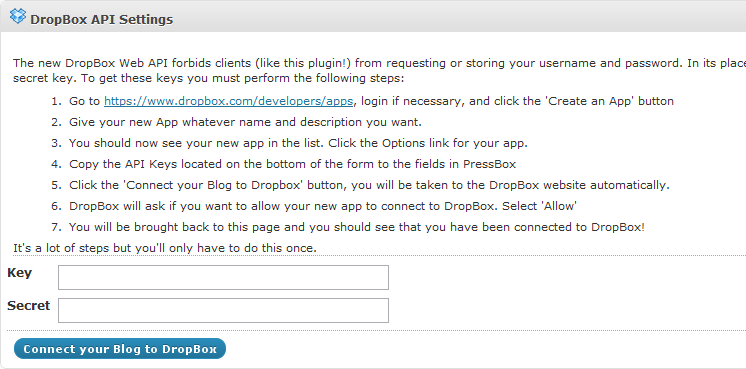 DropBox API Settings
The new DropBox Web API forbids clients (like this plugin!) from requesting or storing your username and password. In its plac
secret key. To get these keys you must perform the following steps:
1. Go to https://www.dropbox.com/developers/apps, login if necessary, and click the 'Create an App' button
2. Give your new App whatever name and description you want.
3. You should now see your new app in the list. Click the Options link for your app.
4. Copy the API Keys located on the bottom of the form to the fields in PressBox
5. Click the 'Connect your Blog to Dropbox' button, you will be taken to the DropBox website automatically.
6. DropBox will ask if you want to allow your new app to connect to DropBox. Select 'Allow'
7. You will be brought back to this page and you should see that you have been connected to DropBox!
It's a lot of steps but you'll only have to do this once.
Key
Secret
Connect your Blog to DropBox